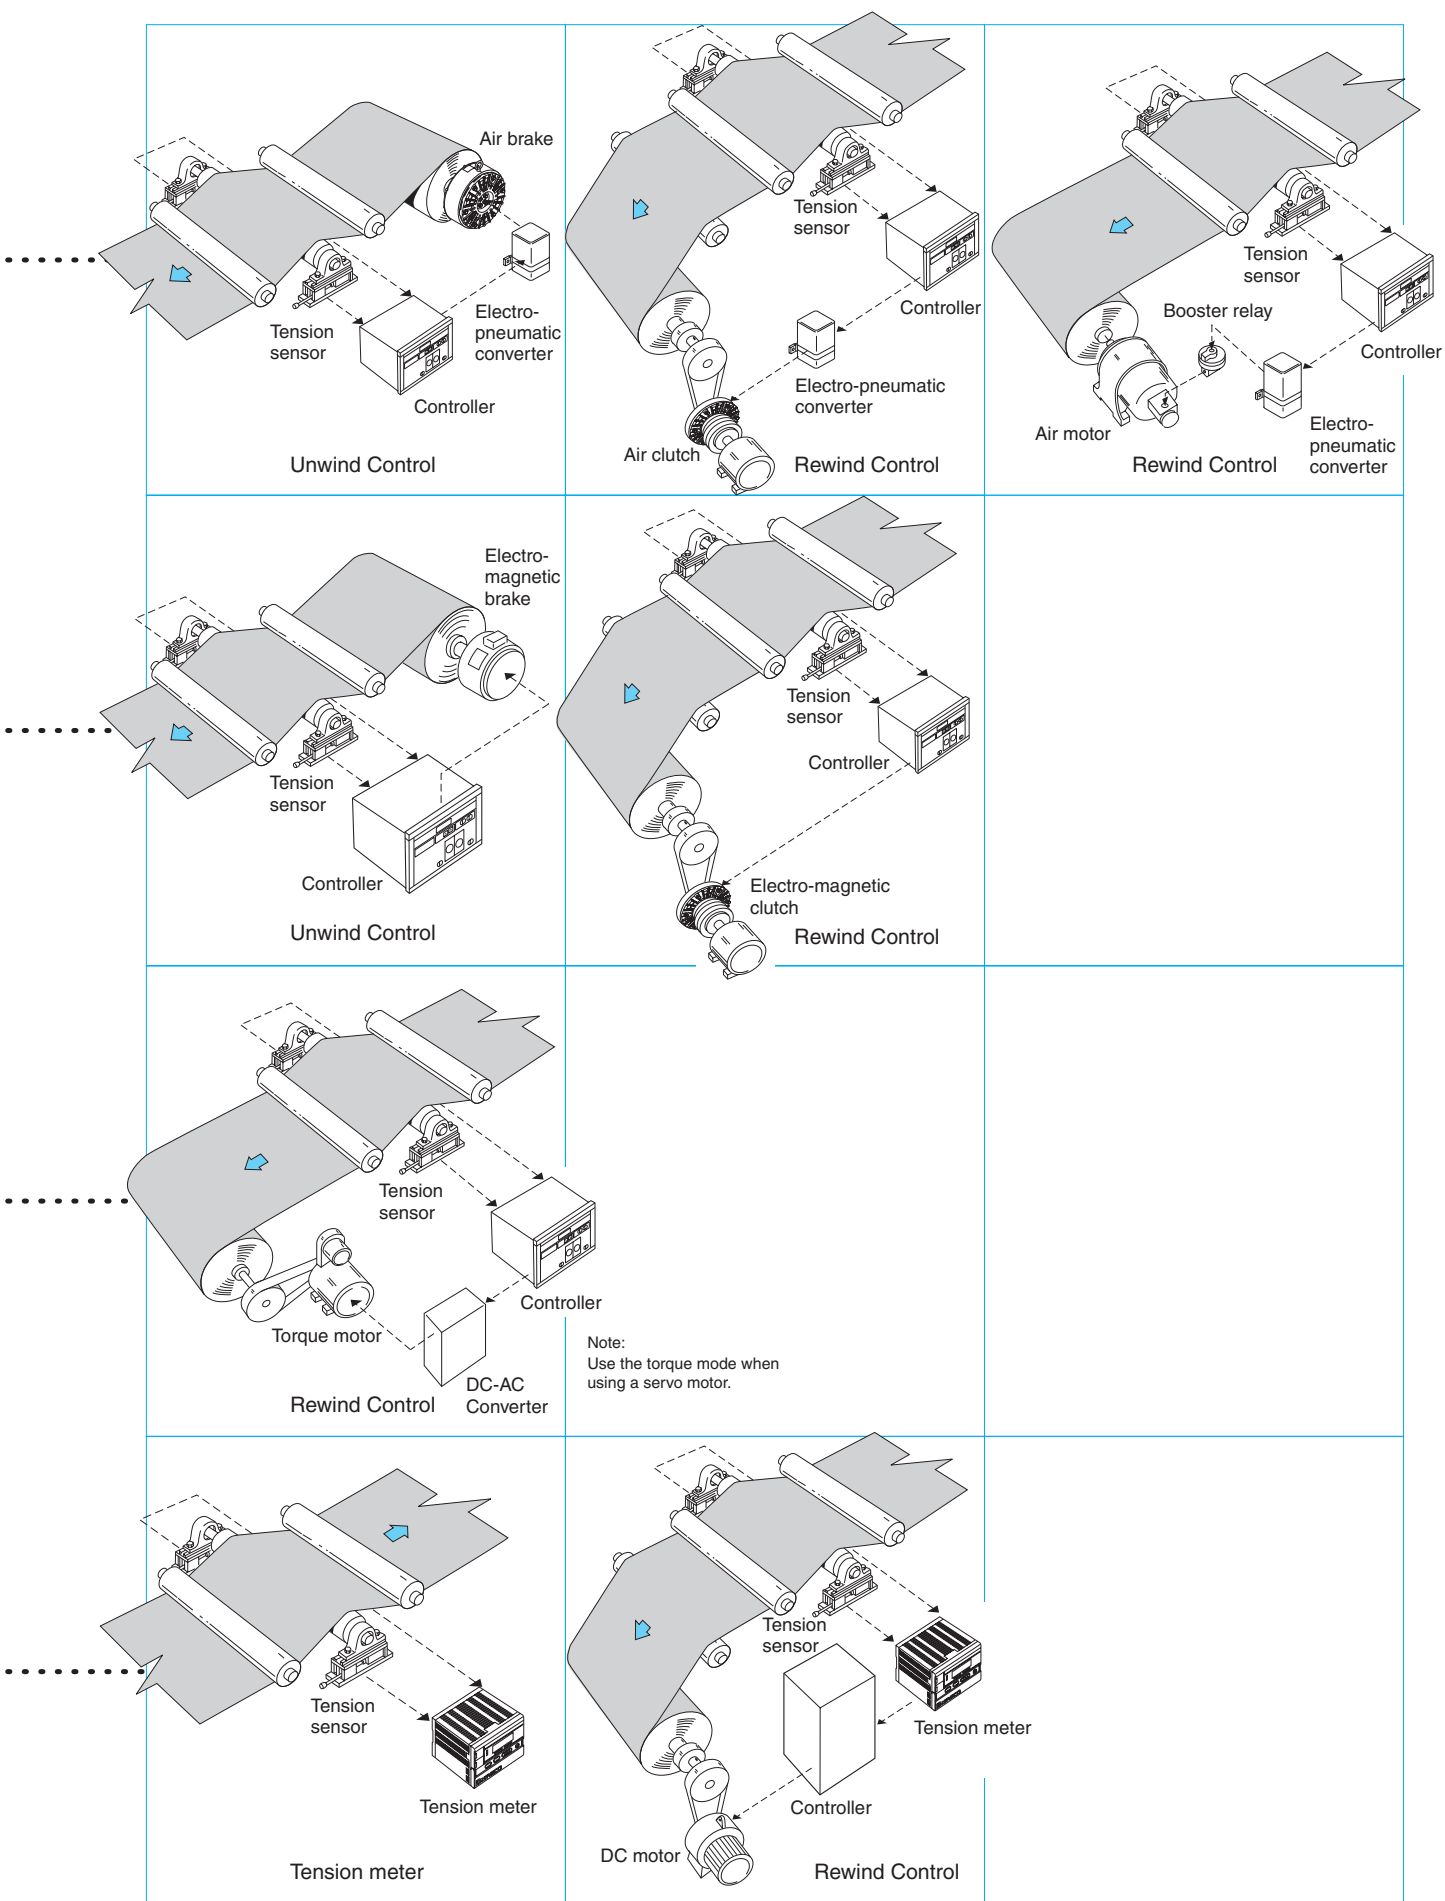 Air brake
Tension
sensor
Electro-
pneumatic
converter
Controller
Unwind Control
Tension
sensor
Controller
Electro-pneumatic
converter
Air clutch
Rewind Control
Tension
sensor
Booster relay
Controller
Air motor
Electro-
pneumatic
converter
Rewind Control
Electro-
magnetic
brake
Tension
sensor
Controller
Unwind Control
Tension
sensor
Controller
Electro-magnetic
clutch
Rewind Control
Tension
sensor
Controller
Torque motor
DC-AC
Converter
Rewind Control
Note:
Use the torque mode when
using a servo motor.
Tension
sensor
Tension meter
Tension meter
Tension
sensor
Tension meter
Controller
DC motor
Rewind Control